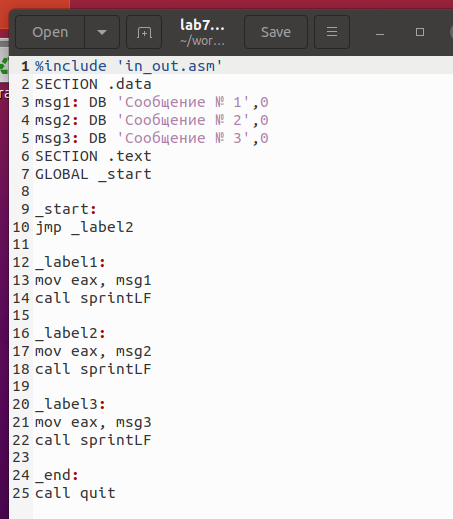 Open
lab7...
~/wor...
Save
1 %include 'in_out.asm'
2 SECTION .data
3 msg1: DB 'Сообщение № 1',0
4 msg2: DB 'Сообщение № 2',0
5 msg3: DB 'Сообщение № 3',0
6 SECTION .text
7 GLOBAL _start
8
9 _start:
10 jmp _label2
11
12 _label1:
13 mov eax, msg1
14 call sprintLF
15
16 _label2:
17 mov eax, msg2
18 call sprintLF
19
20 _label3:
21 mov eax, msg3
22 call sprintLF
23
24 _end:
25 call quit